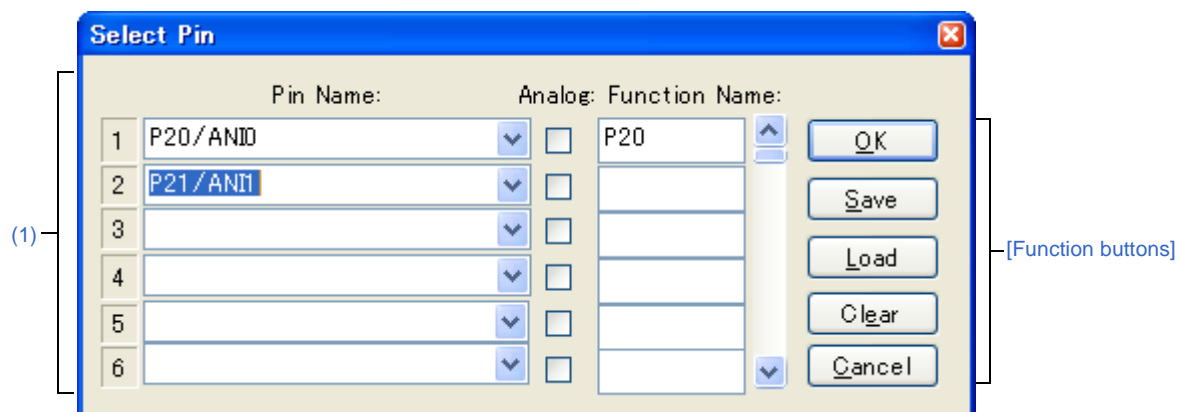 Select Pin
Pin Name: Analog: Function Name:
1 P20/ANI0 P20 OK
2 P21/ANI1 Save
3
(1) Load [Function buttons]
4
5 Clear
6 Cancel